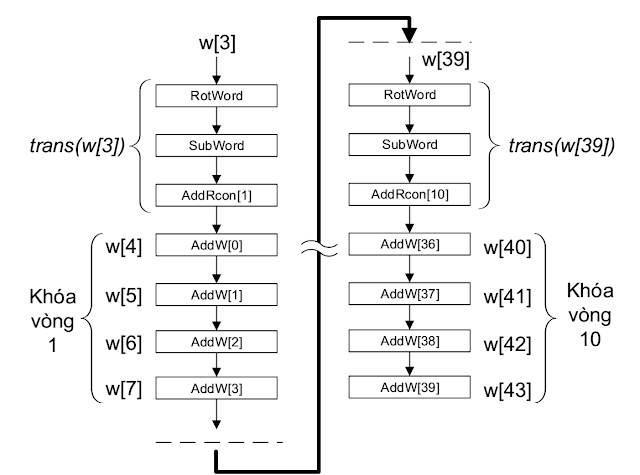 w[3]
RotWord
trans(w[3])
SubWord
AddRcon[1]
w[4]
AddW[0]
w[5]
AddW[1]
Khóa
vòng
1
w[6]
AddW[2]
w[7]
AddW[3]
w[39]
RotWord
SubWord
trans(w[39])
AddRcon[10]
AddW[36]
w[40]
AddW[37]
w[41]
Khóa
vòng
10
AddW[38]
w[42]
AddW[39]
w[43]